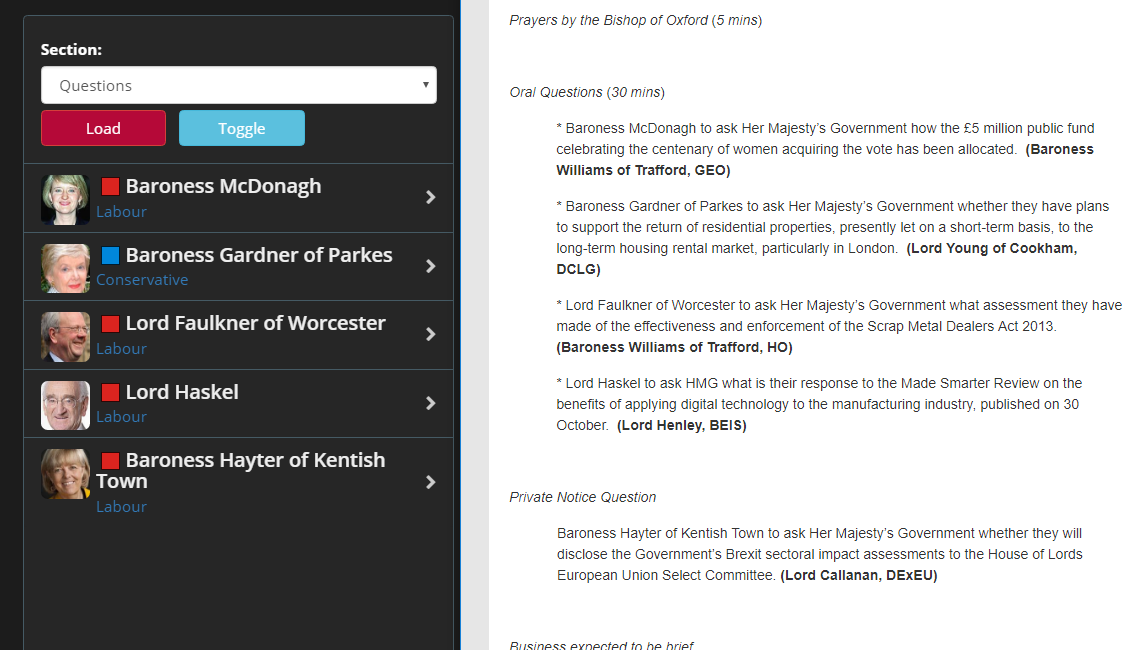 Section:
Questions
Load
Toggle
Baroness McDonagh
Labour
Baroness Gardner of Parkes
Conservative
Lord Faulkner of Worcester
Labour
Lord Haskel
Labour
Baroness Hayter of Kentish
Town
Labour
Prayers by the Bishop of Oxford (5 mins)
Oral Questions (30 mins)
* Baroness McDonagh to ask Her Majesty’s Government how the £5 million public fund
celebrating the centenary of women acquiring the vote has been allocated. (Baroness
Williams of Trafford, GEO)
* Baroness Gardner of Parkes to ask Her Majesty’s Government whether they have plans
to support the return of residential properties, presently let on a short-term basis, to the
long-term housing rental market, particularly in London. (Lord Young of Cookham,
DCLG)
* Lord Faulkner of Worcester to ask Her Majesty’s Government what assessment they have
made of the effectiveness and enforcement of the Scrap Metal Dealers Act 2013.
(Baroness Williams of Trafford, HO)
* Lord Haskel to ask HMG what is their response to the Made Smarter Review on the
benefits of applying digital technology to the manufacturing industry, published on 30
October. (Lord Henley, BEIS)
Private Notice Question
Baroness Hayter of Kentish Town to ask Her Majesty’s Government whether they will
disclose the Government’s Brexit sectoral impact assessments to the House of Lords
European Union Select Committee. (Lord Callanan, DExEU)
Business expected to be brief